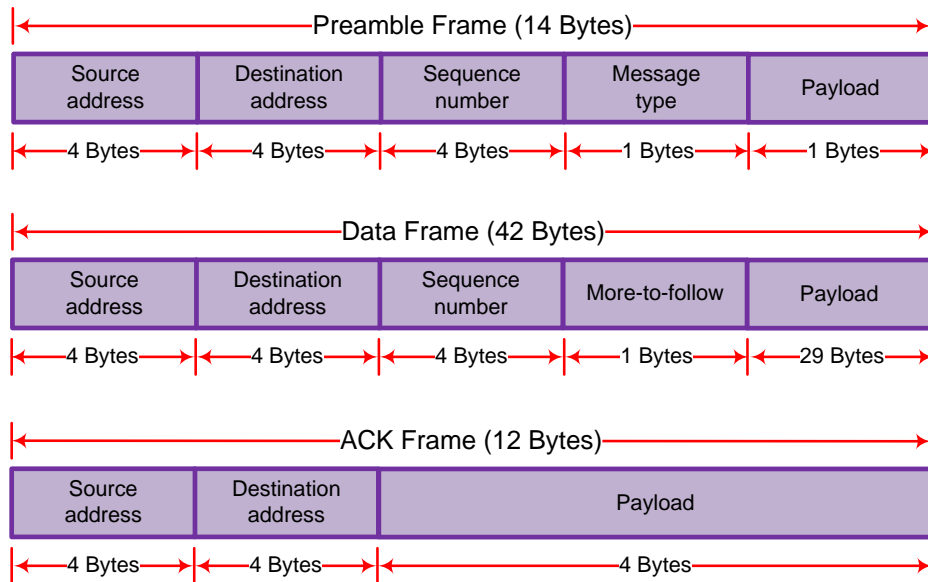 Preamble Frame (14 Bytes)
Source address
Destination address
Sequence number
Message type
Payload
4 Bytes
4 Bytes
4 Bytes
1 Bytes
1 Bytes
Data Frame (42 Bytes)
Source address
Destination address
Sequence number
More-to-follow
Payload
4 Bytes
4 Bytes
4 Bytes
1 Bytes
29 Bytes
ACK Frame (12 Bytes)
Source address
Destination address
Payload
4 Bytes
4 Bytes
4 Bytes